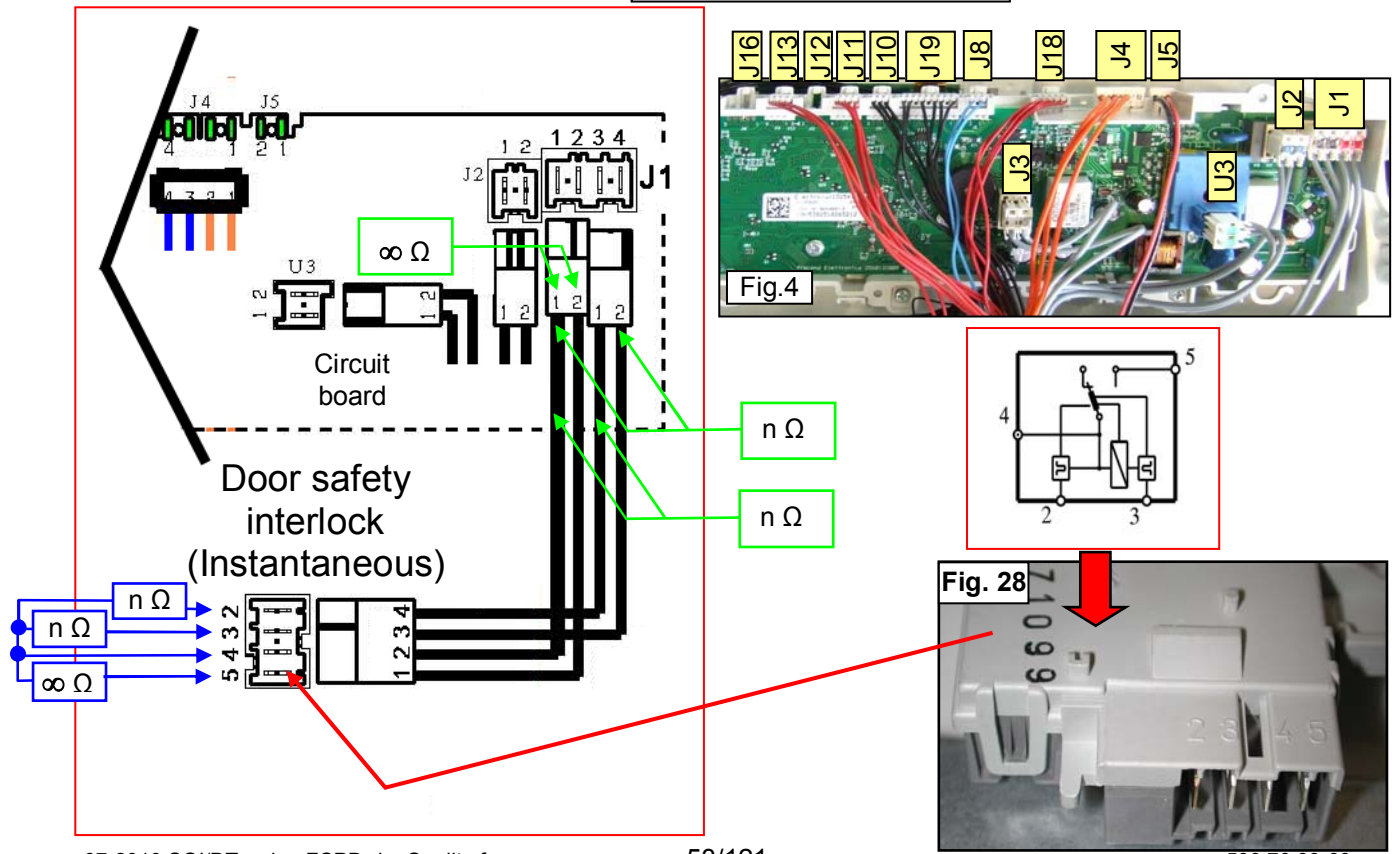 J16 J13 J12 J11 J10 J19 J8 J18 J4 J5
J2 J1
J3
U3
Fig.4
J4 J5
4 1 2 1
4 3 2 1
1 2
J2
1 2 3 4
J1
∞ Ω
U3
1 2
1 2
1 2
1 2
1 2
Circuit
board
n Ω
n Ω
Door safety
interlock
(Instantaneous)
n Ω
n Ω
∞ Ω
2
3
4
5
4
3
2
1
5
4
2 3
Fig. 28
71099
2 3 4 5
53/121